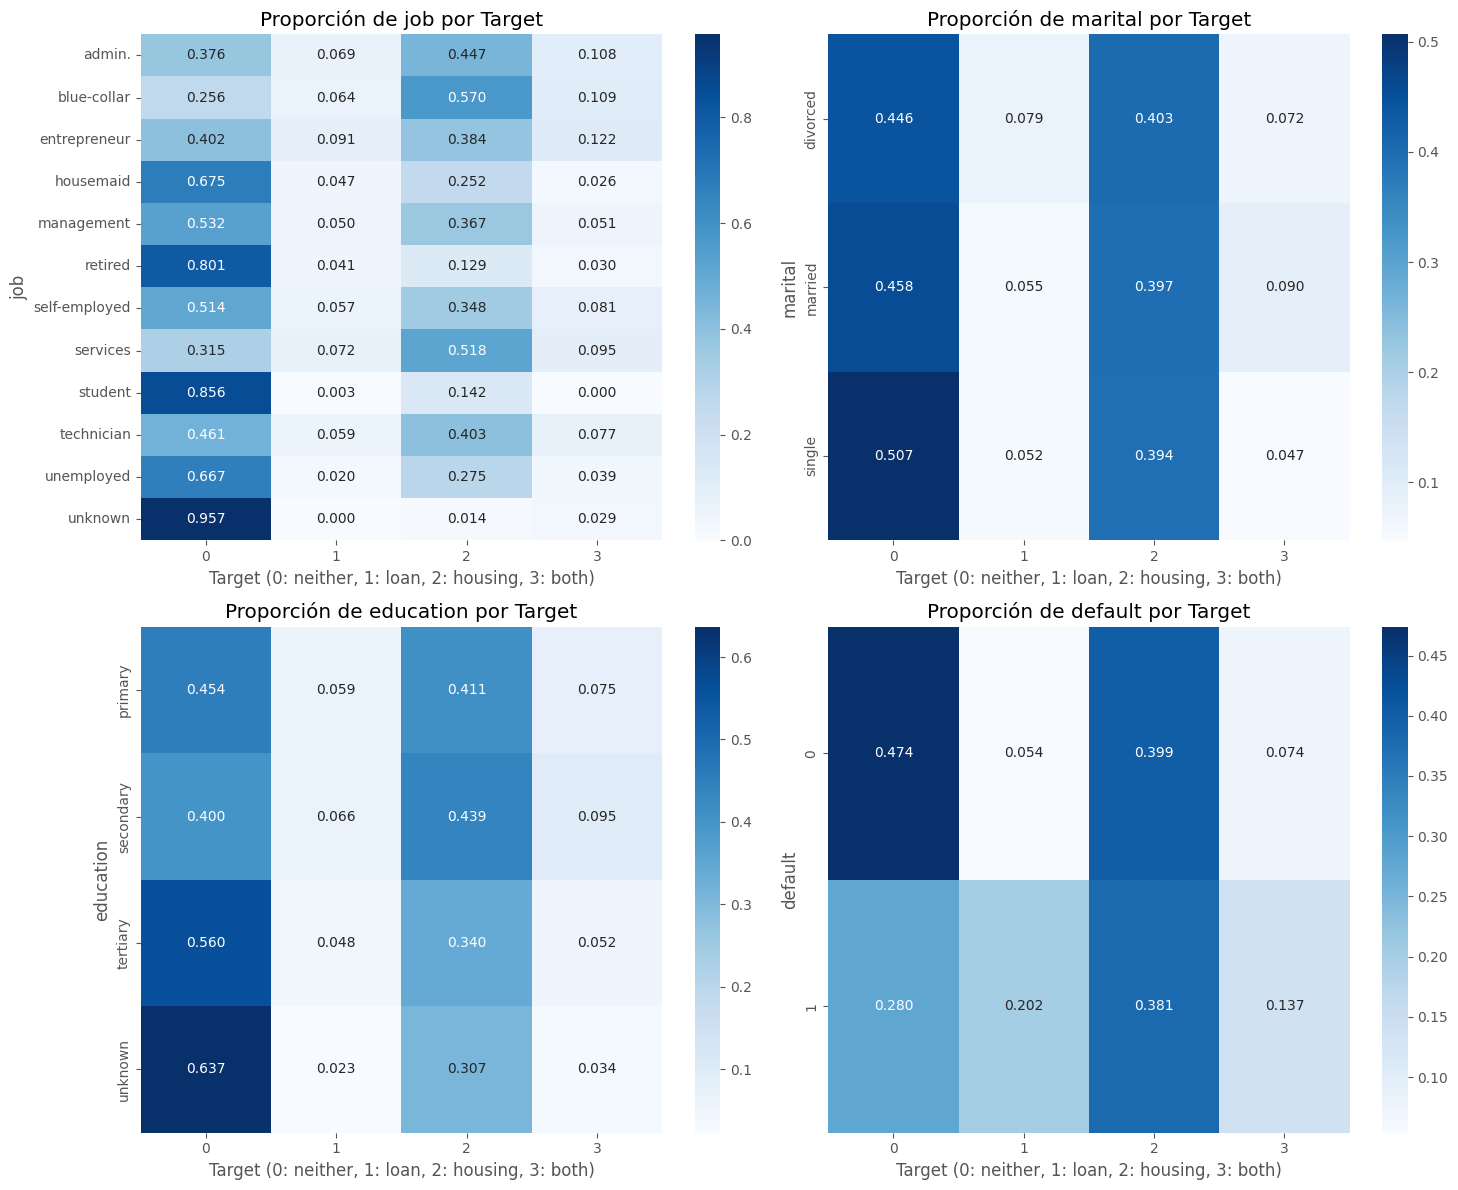 Proporción de job por Target
admin. 0.376 0.069 0.447 0.108
blue-collar 0.256 0.064 0.570 0.109
entrepreneur 0.402 0.091 0.384 0.122
housemaid 0.675 0.047 0.252 0.026
management 0.532 0.050 0.367 0.051
retired 0.801 0.041 0.129 0.030
self-employed 0.514 0.057 0.348 0.081
services 0.315 0.072 0.518 0.095
student 0.856 0.003 0.142 0.000
technician 0.461 0.059 0.403 0.077
unemployed 0.667 0.020 0.275 0.039
unknown 0.957 0.000 0.014 0.029
job
0 1 2 3
Target (0: neither, 1: loan, 2: housing, 3: both)
0.8
0.6
0.4
0.2
0.0
Proporción de marital por Target
divorced 0.446 0.079 0.403 0.072
married 0.458 0.055 0.397 0.090
single 0.507 0.052 0.394 0.047
marital
0 1 2 3
Target (0: neither, 1: loan, 2: housing, 3: both)
0.5
0.4
0.3
0.2
0.1
Proporción de education por Target
primary 0.454 0.059 0.411 0.075
secondary 0.400 0.066 0.439 0.095
tertiary 0.560 0.048 0.340 0.052
unknown 0.637 0.023 0.307 0.034
education
0 1 2 3
Target (0: neither, 1: loan, 2: housing, 3: both)
0.6
0.5
0.4
0.3
0.2
0.1
Proporción de default por Target
0 0.474 0.054 0.399 0.074
1 0.280 0.202 0.381 0.137
default
0 1 2 3
Target (0: neither, 1: loan, 2: housing, 3: both)
0.45
0.40
0.35
0.30
0.25
0.20
0.15
0.10